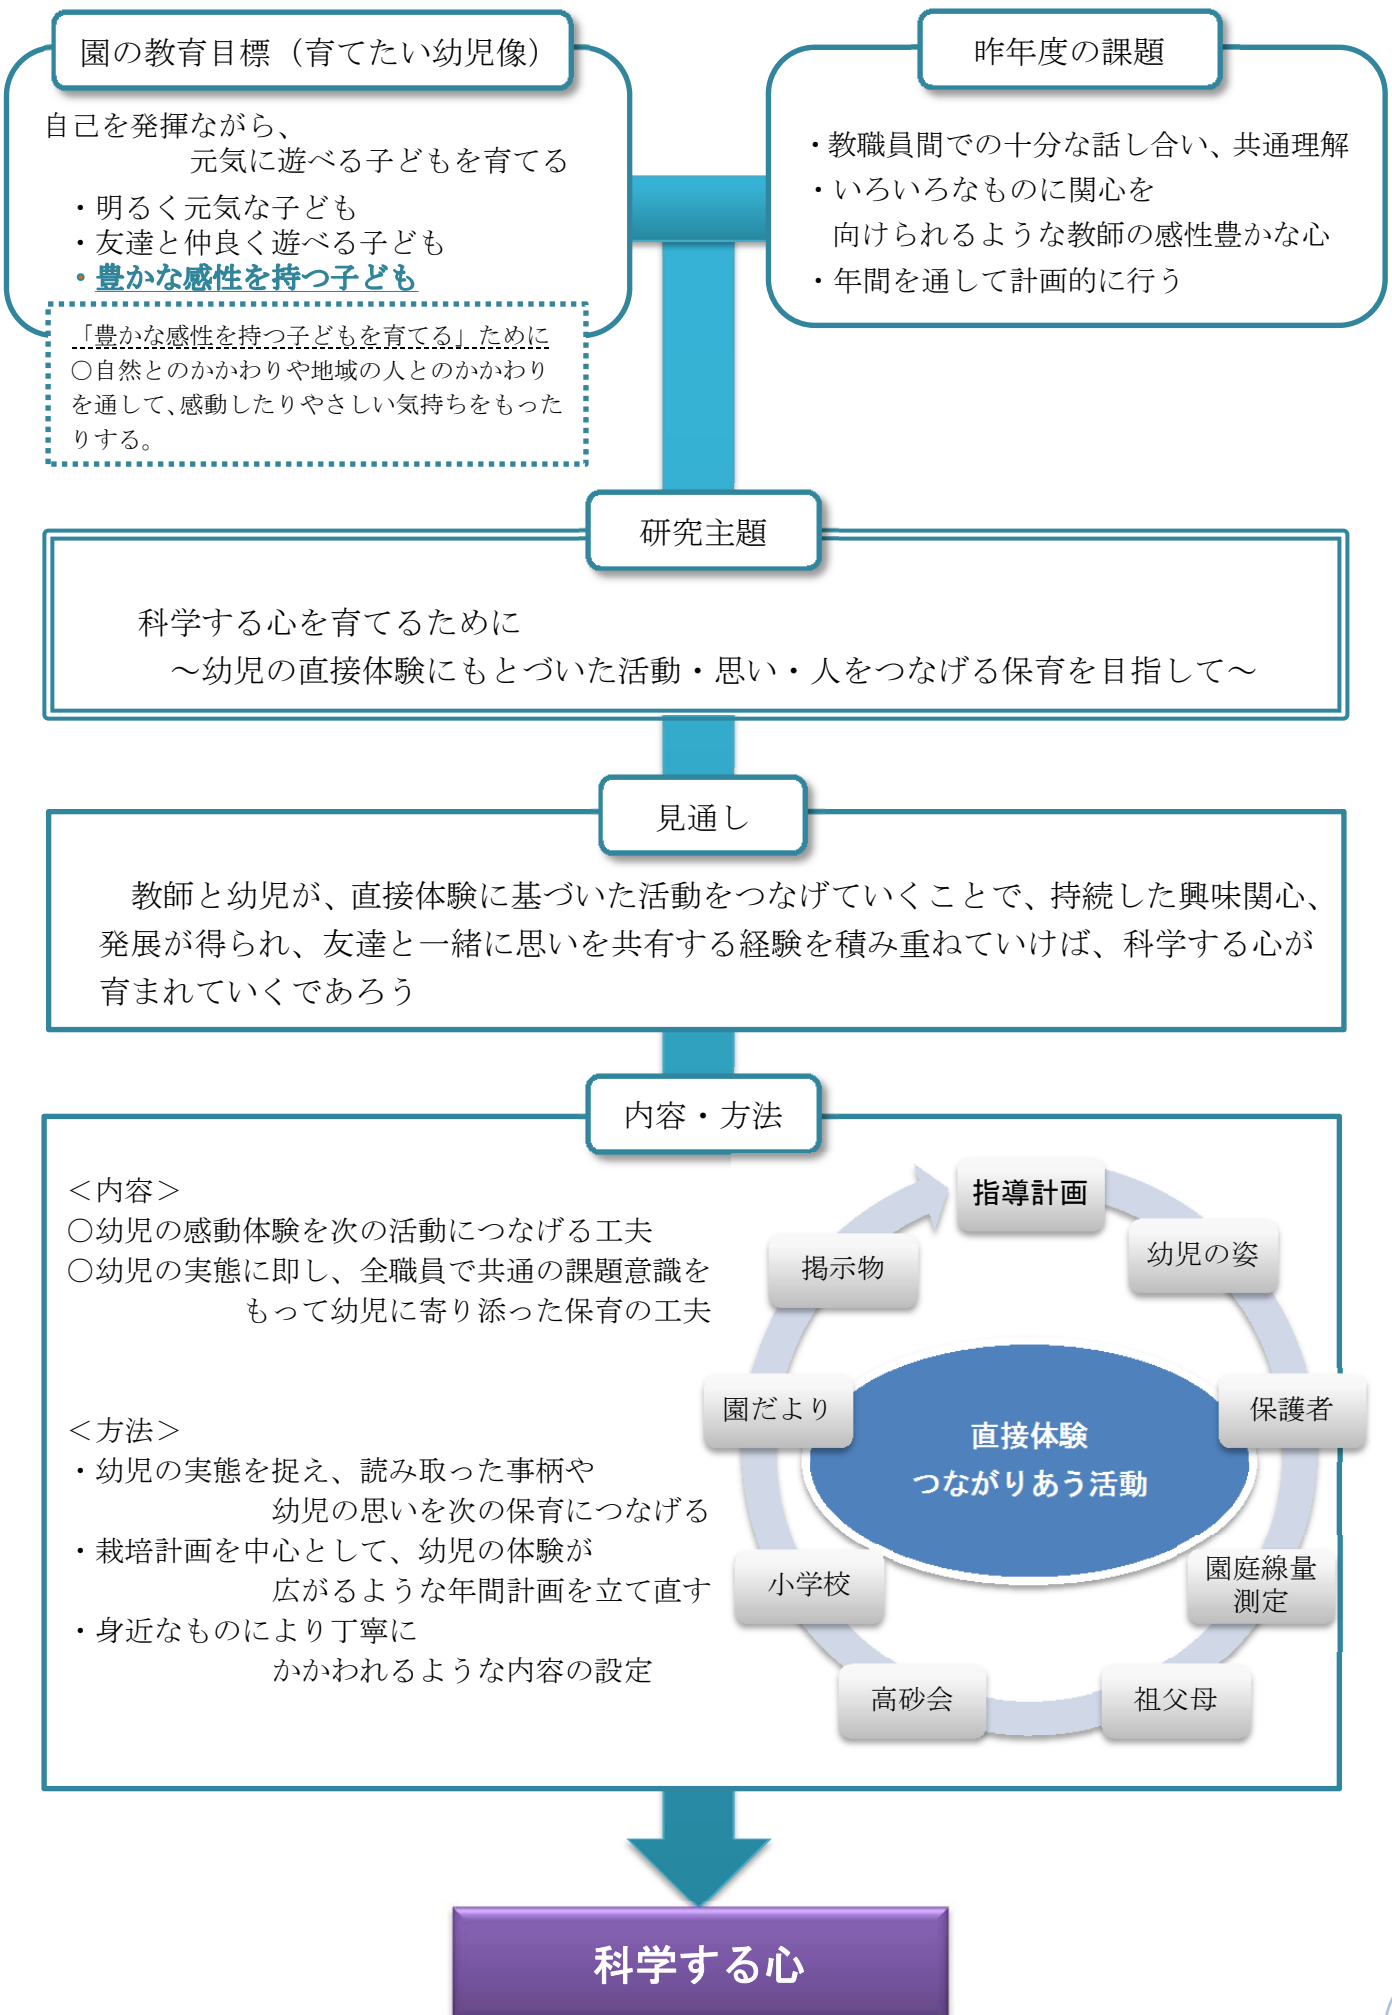 園の教育目標（育てたい幼児像）
自己を発揮ながら、
元気に遊べる子どもを育てる
・明るく元気な子ども
・友達と仲良く遊べる子ども
・豊かな感性を持つ子ども
「豊かな感性を持つ子どもを育てる」ために
○自然とのかかわりや地域の人とのかかわり
を通して、感動したりやさしい気持ちをもった
りする。
昨年度の課題
・教職員間での十分な話し合い、共通理解
・いろいろなものに関心を
向けられるような教師の感性豊かな心
・年間を通して計画的に行う
研究主題
科学する心を育てるために
～幼児の直接体験にもとづいた活動・思い・人をつなげる保育を目指して～
見通し
教師と幼児が、直接体験に基づいた活動をつなげていくことで、持続した興味関心、
発展が得られ、友達と一緒に思いを共有する経験を積み重ねていけば、科学する心が
育まれていくであろう
内容・方法
＜内容＞
○幼児の感動体験を次の活動につなげる工夫
○幼児の実態に即し、全職員で共通の課題意識を
もって幼児に寄り添った保育の工夫
＜方法＞
・幼児の実態を捉え、読み取った事柄や
幼児の思いを次の保育につなげる
・栽培計画を中心として、幼児の体験が
広がるような年間計画を立て直す
・身近なものにより丁寧に
かかわれるような内容の設定
指導計画
幼児の姿
保護者
園庭線量
測定
祖父母
高砂会
小学校
園だより
掲示物
直接体験
つながりあう活動
科学する心